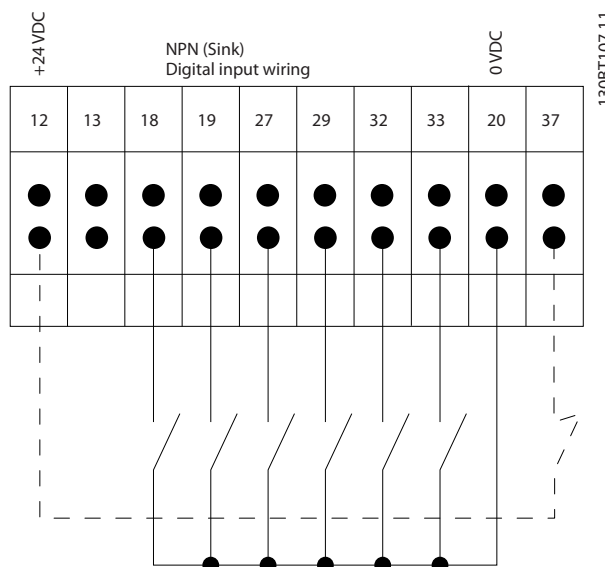 +24 VDC
NPN (Sink)
Digital input wiring
0 VDC
130BT107.11
12 13 18 19 27 29 32 33 20 37